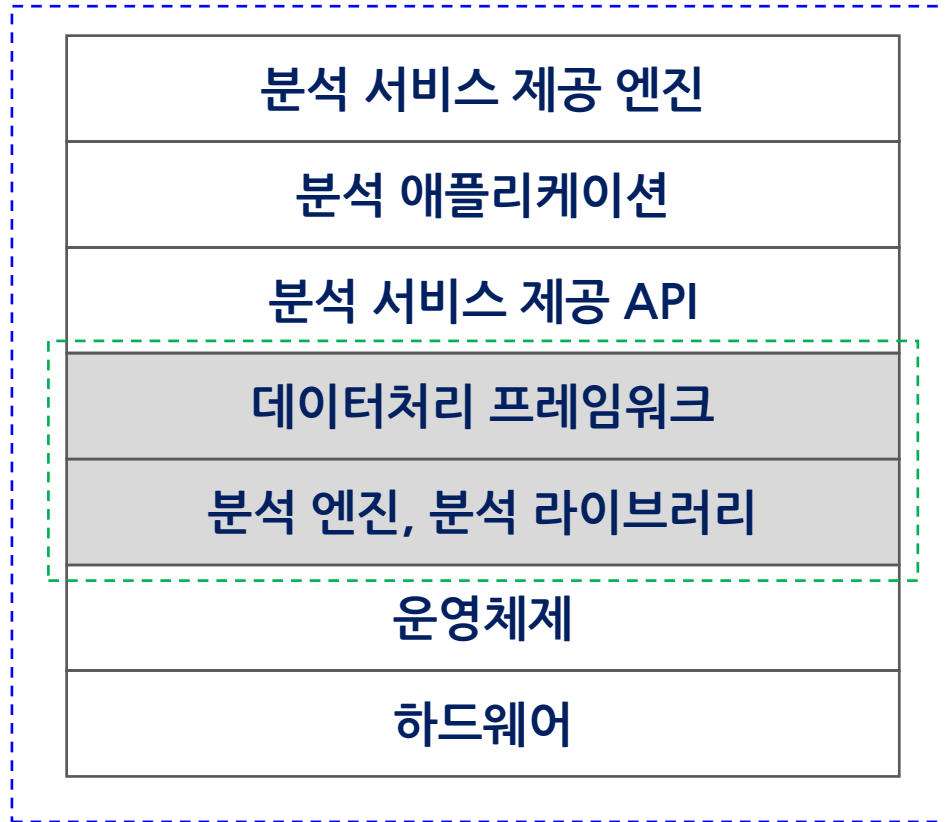 분석 서비스 제공 엔진
분석 애플리케이션
분석 서비스 제공 API
데이터처리 프레임워크
분석 엔진, 분석 라이브러리
운영체제
하드웨어